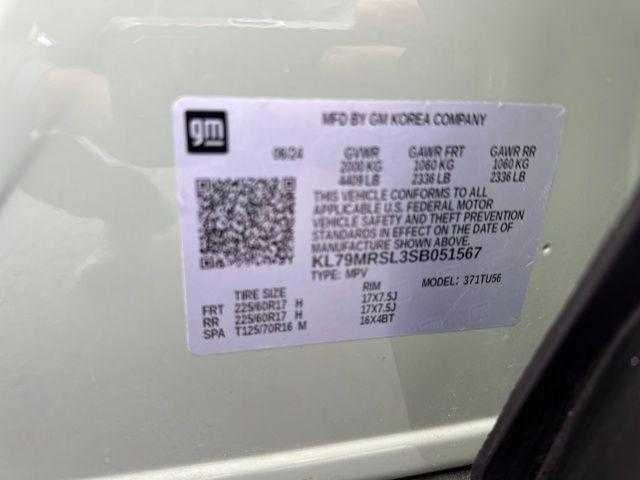 gm
MFD BY GM KOREA COMPANY
06/24 GVWR GAWR FRT GAWR RR
2000 KG 1060 KG 1060 KG
4409 LB 2336 LB 2336 LB
THIS VEHICLE CONFORMS TO ALL
APPLICABLE U.S. FEDERAL MOTOR
VEHICLE SAFETY AND THEFT PREVENTION
STANDARDS IN EFFECT ON THE DATE OF
MANUFACTURE SHOWN ABOVE.
KL79MRSL3SB051567
TYPE: MPV MODEL: 371TU56
TIRE SIZE RIM
FRT 225/60R17 H 17X7.5J
RR 225/60R17 H 17X7.5J
SPA T125/70R16 M 16X4BT